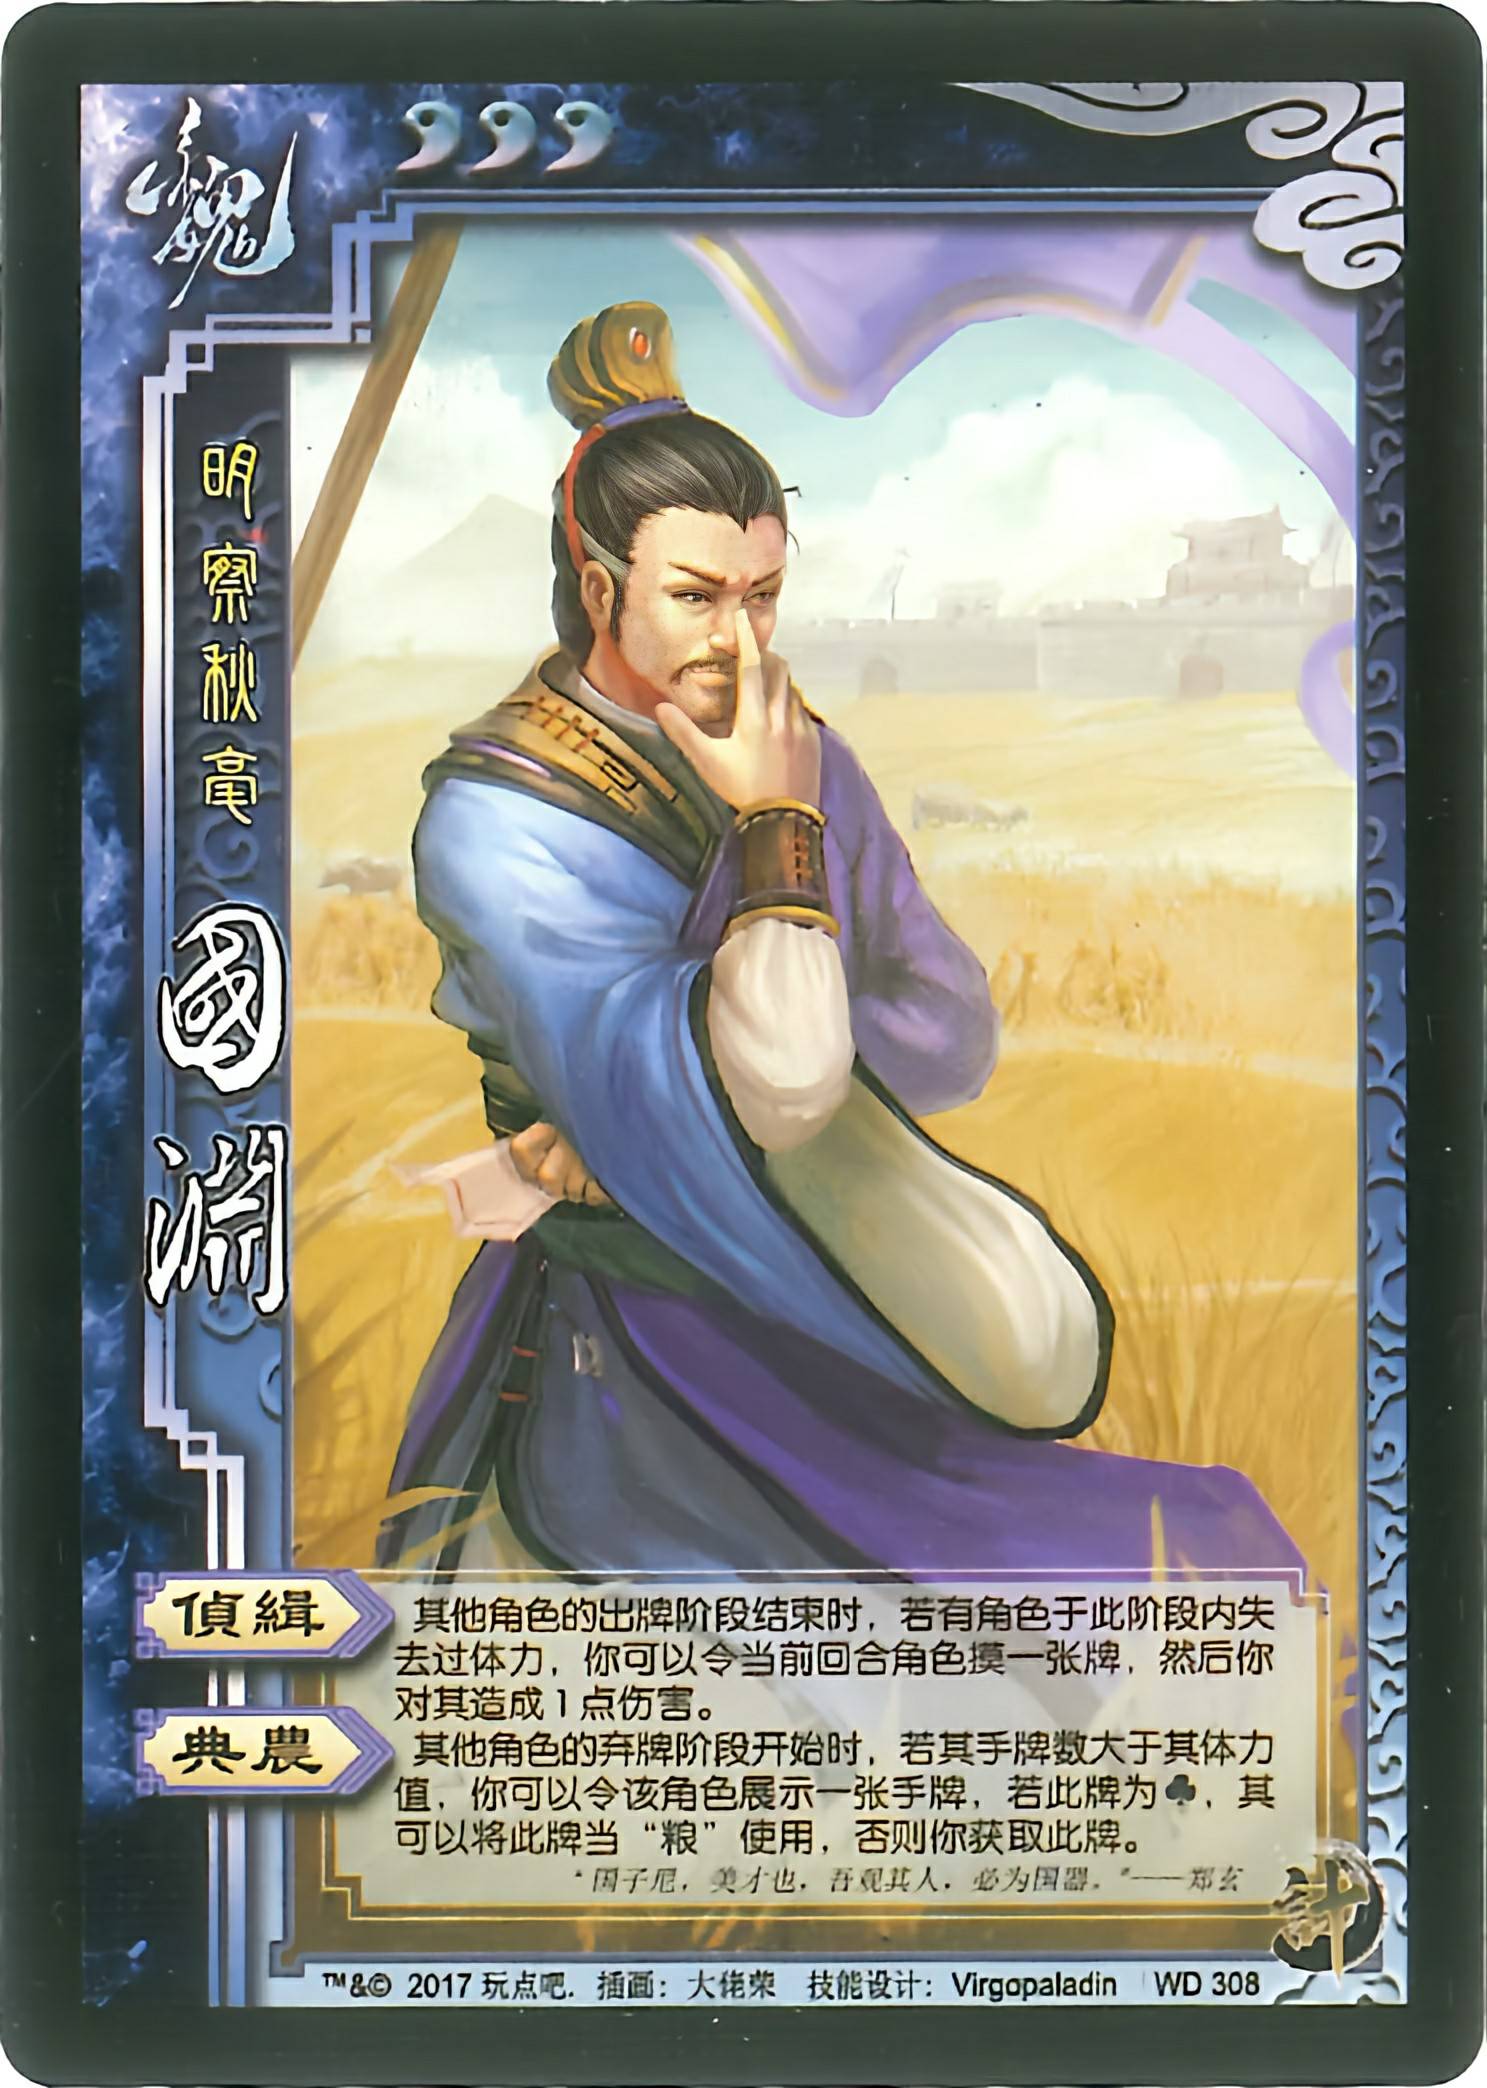 魏
明察秋毫
國淵
偵緝
其他角色的出牌阶段结束时，若有角色于此阶段内失
去过体力，你可以令当前回合角色摸一张牌，然后你
对其造成1点伤害。
典農
其他角色的弃牌阶段开始时，若其手牌数大于其体力
值，你可以令该角色展示一张手牌，若此牌为♣，其
可以将此牌当“粮”使用，否则你获取此牌。
“国子尼，美才也，吾观其人，必为国器。”——郑玄
計
™&© 2017 玩点吧. 插画：大佬荣 技能设计：Virgopaladin WD 308